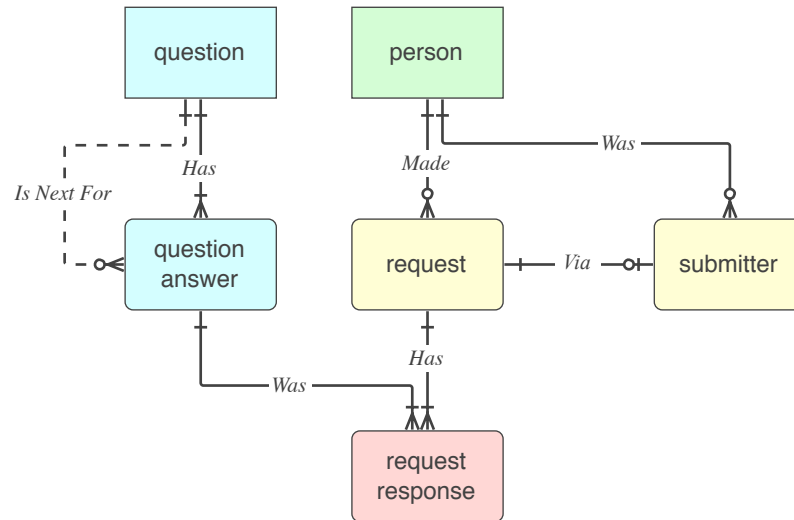 question
person
Was
Has
Made
Is Next For
question
answer
request
Via
submitter
Has
Was
request
response